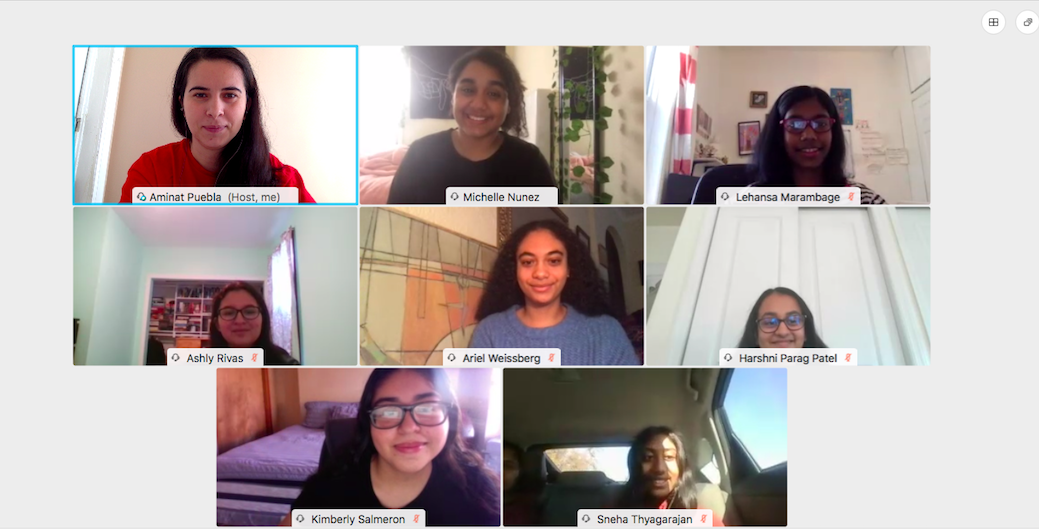 Aminat Puebla (Host, me)
Michelle Nunez
Lehansa Marambage
Ashly Rivas
Ariel Weissberg
Harshni Parag Patel
Kimberly Salmeron
Sneha Thyagarajan